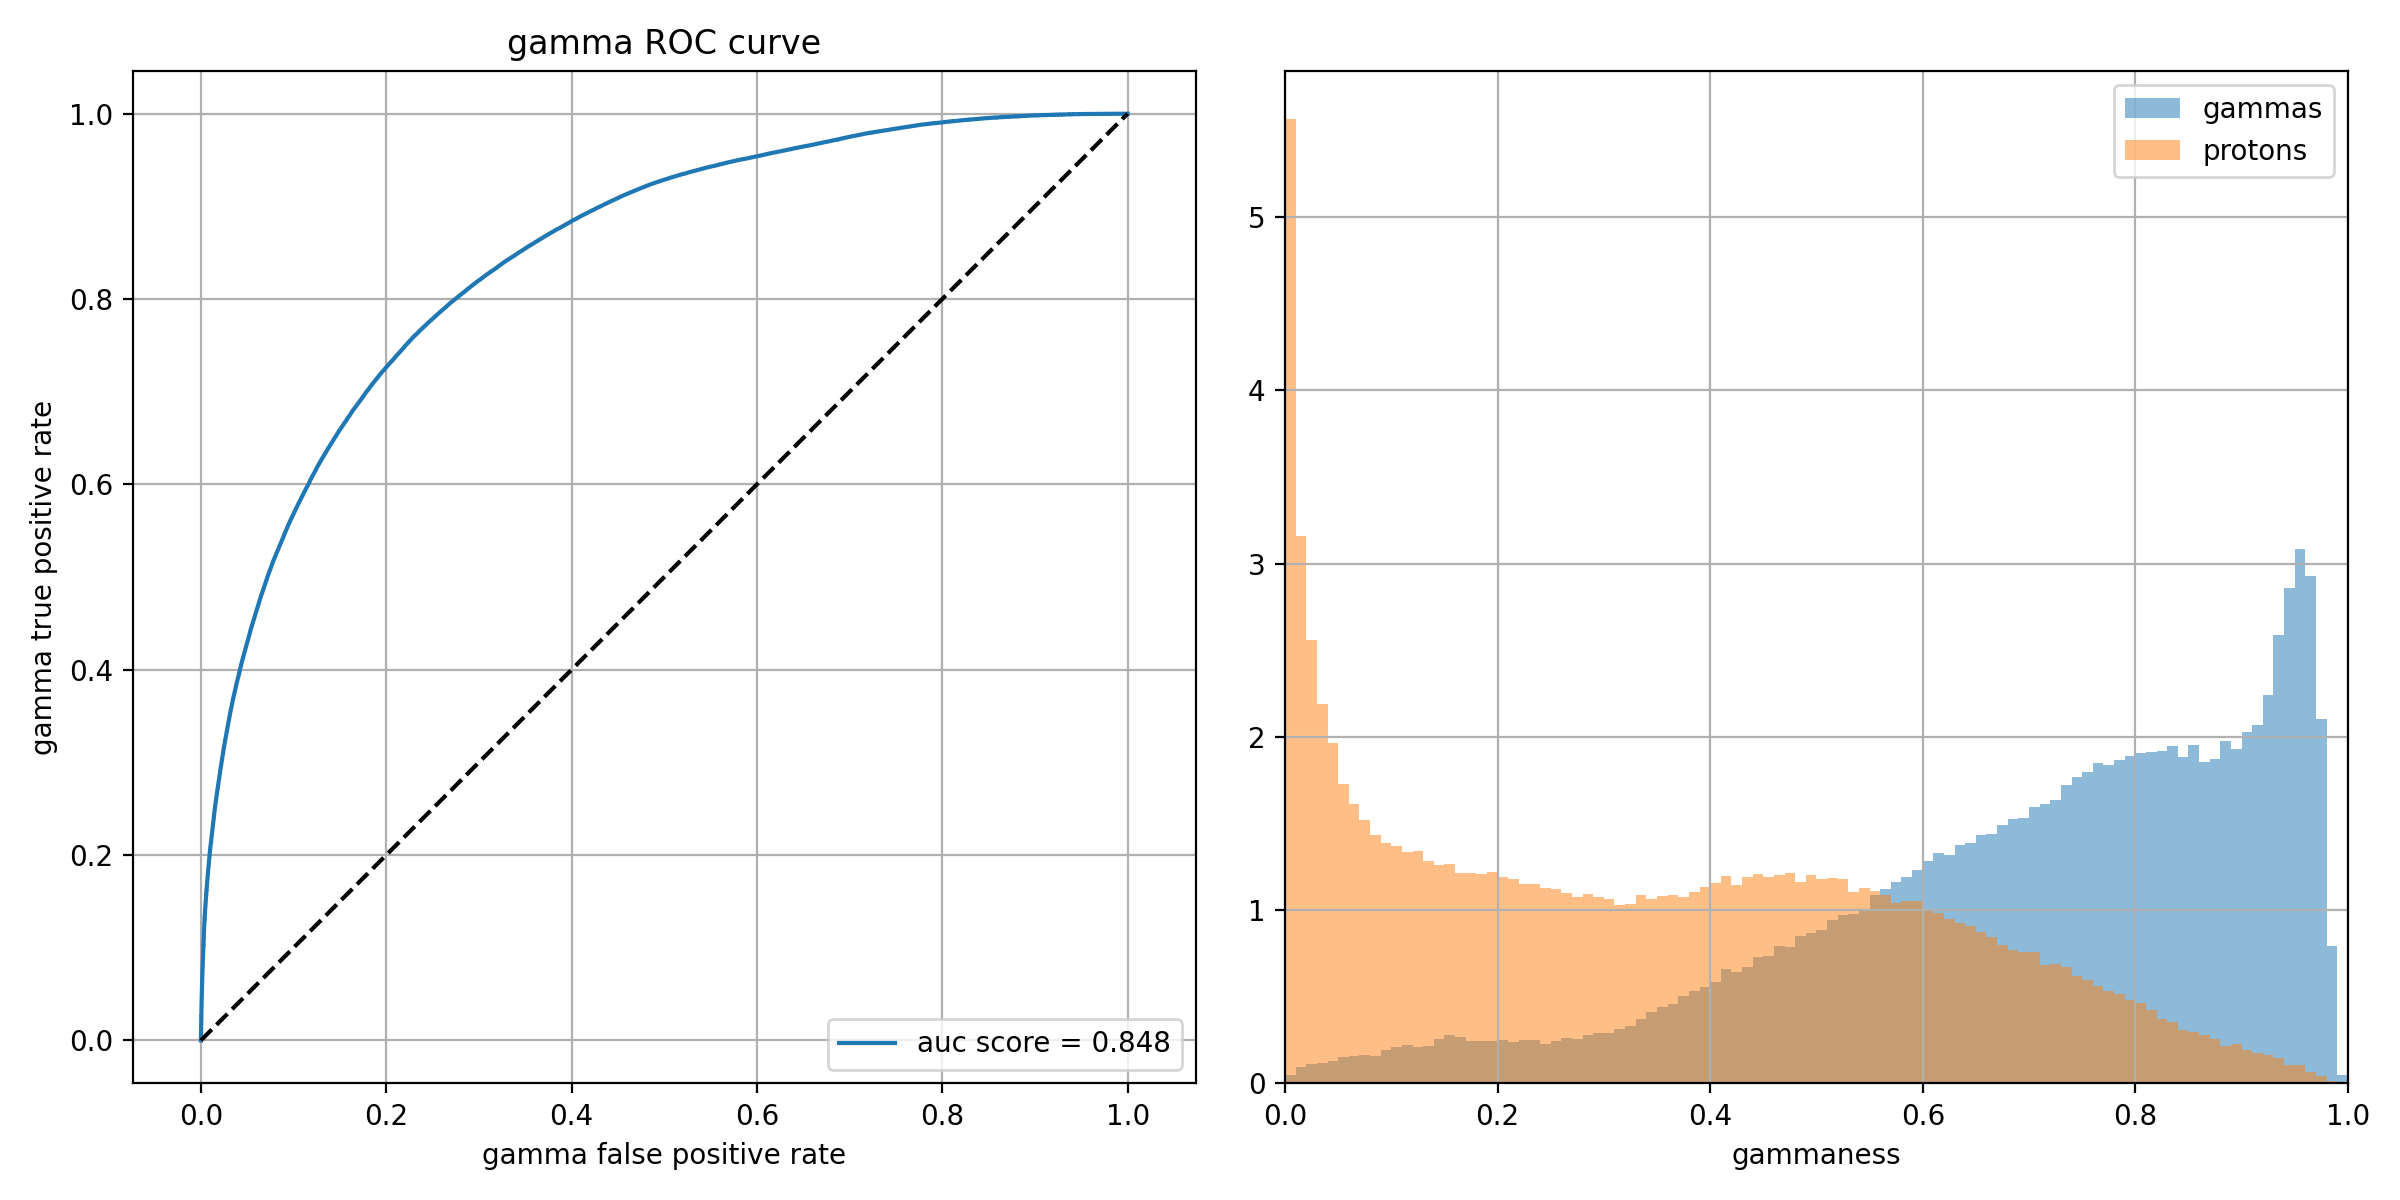 gamma ROC curve
1.0
0.8
0.6
0.4
0.2
0.0
gamma true positive rate
0.0 0.2 0.4 0.6 0.8 1.0
gamma false positive rate
auc score = 0.848
gammas
protons
5
4
3
2
1
0
0.0 0.2 0.4 0.6 0.8 1.0
gammaness